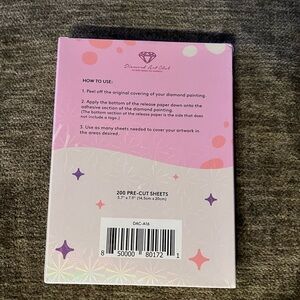 Diamond Art Club
HOW TO USE:
1. Peel off the original covering of your diamond painting.
2. Apply the bottom of the release paper down onto the
adhesive section of the diamond painting.
(The bottom section of the release paper is the side that does
not include a logo.)
3. Use as many sheets needed to cover your artwork in
the areas desired.
200 PRE-CUT SHEETS
5.7" x 7.9" (14.5cm x 20cm)
DAC-A16
8 50000 80172 1